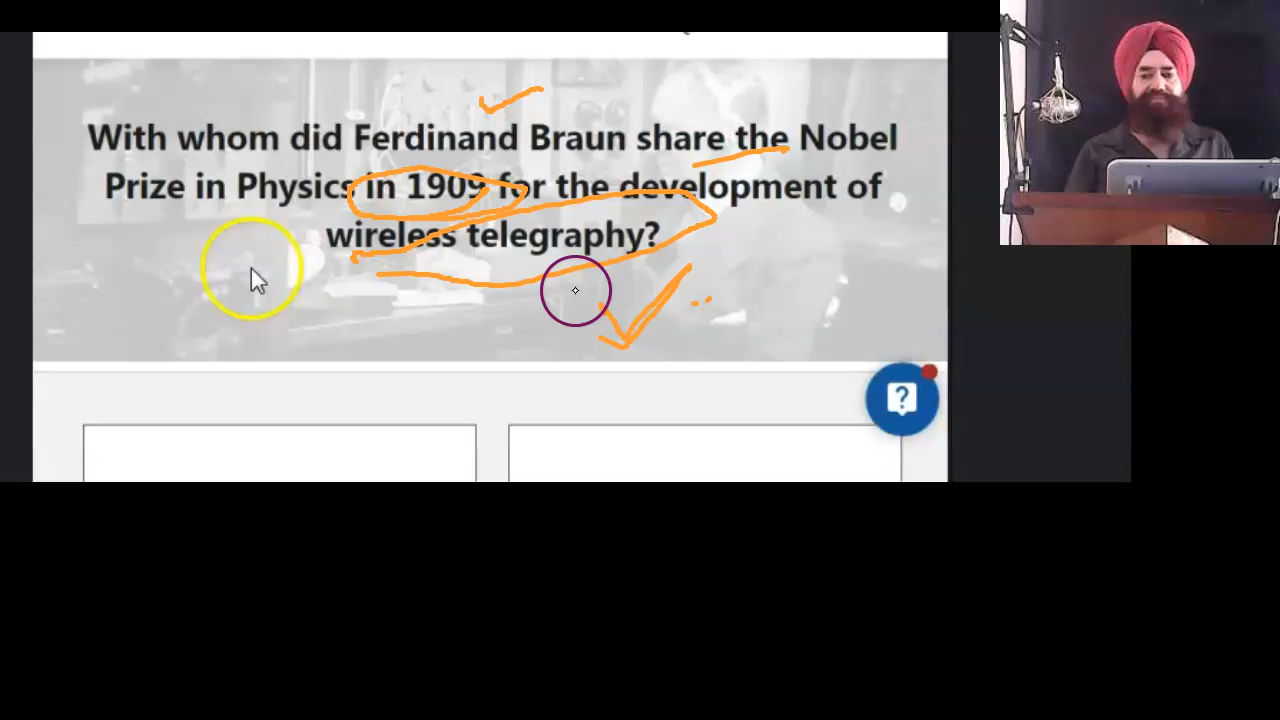 With whom did Ferdinand Braun share the Nobel
Prize in Physics in 1909 for the development of
wireless telegraphy?
?